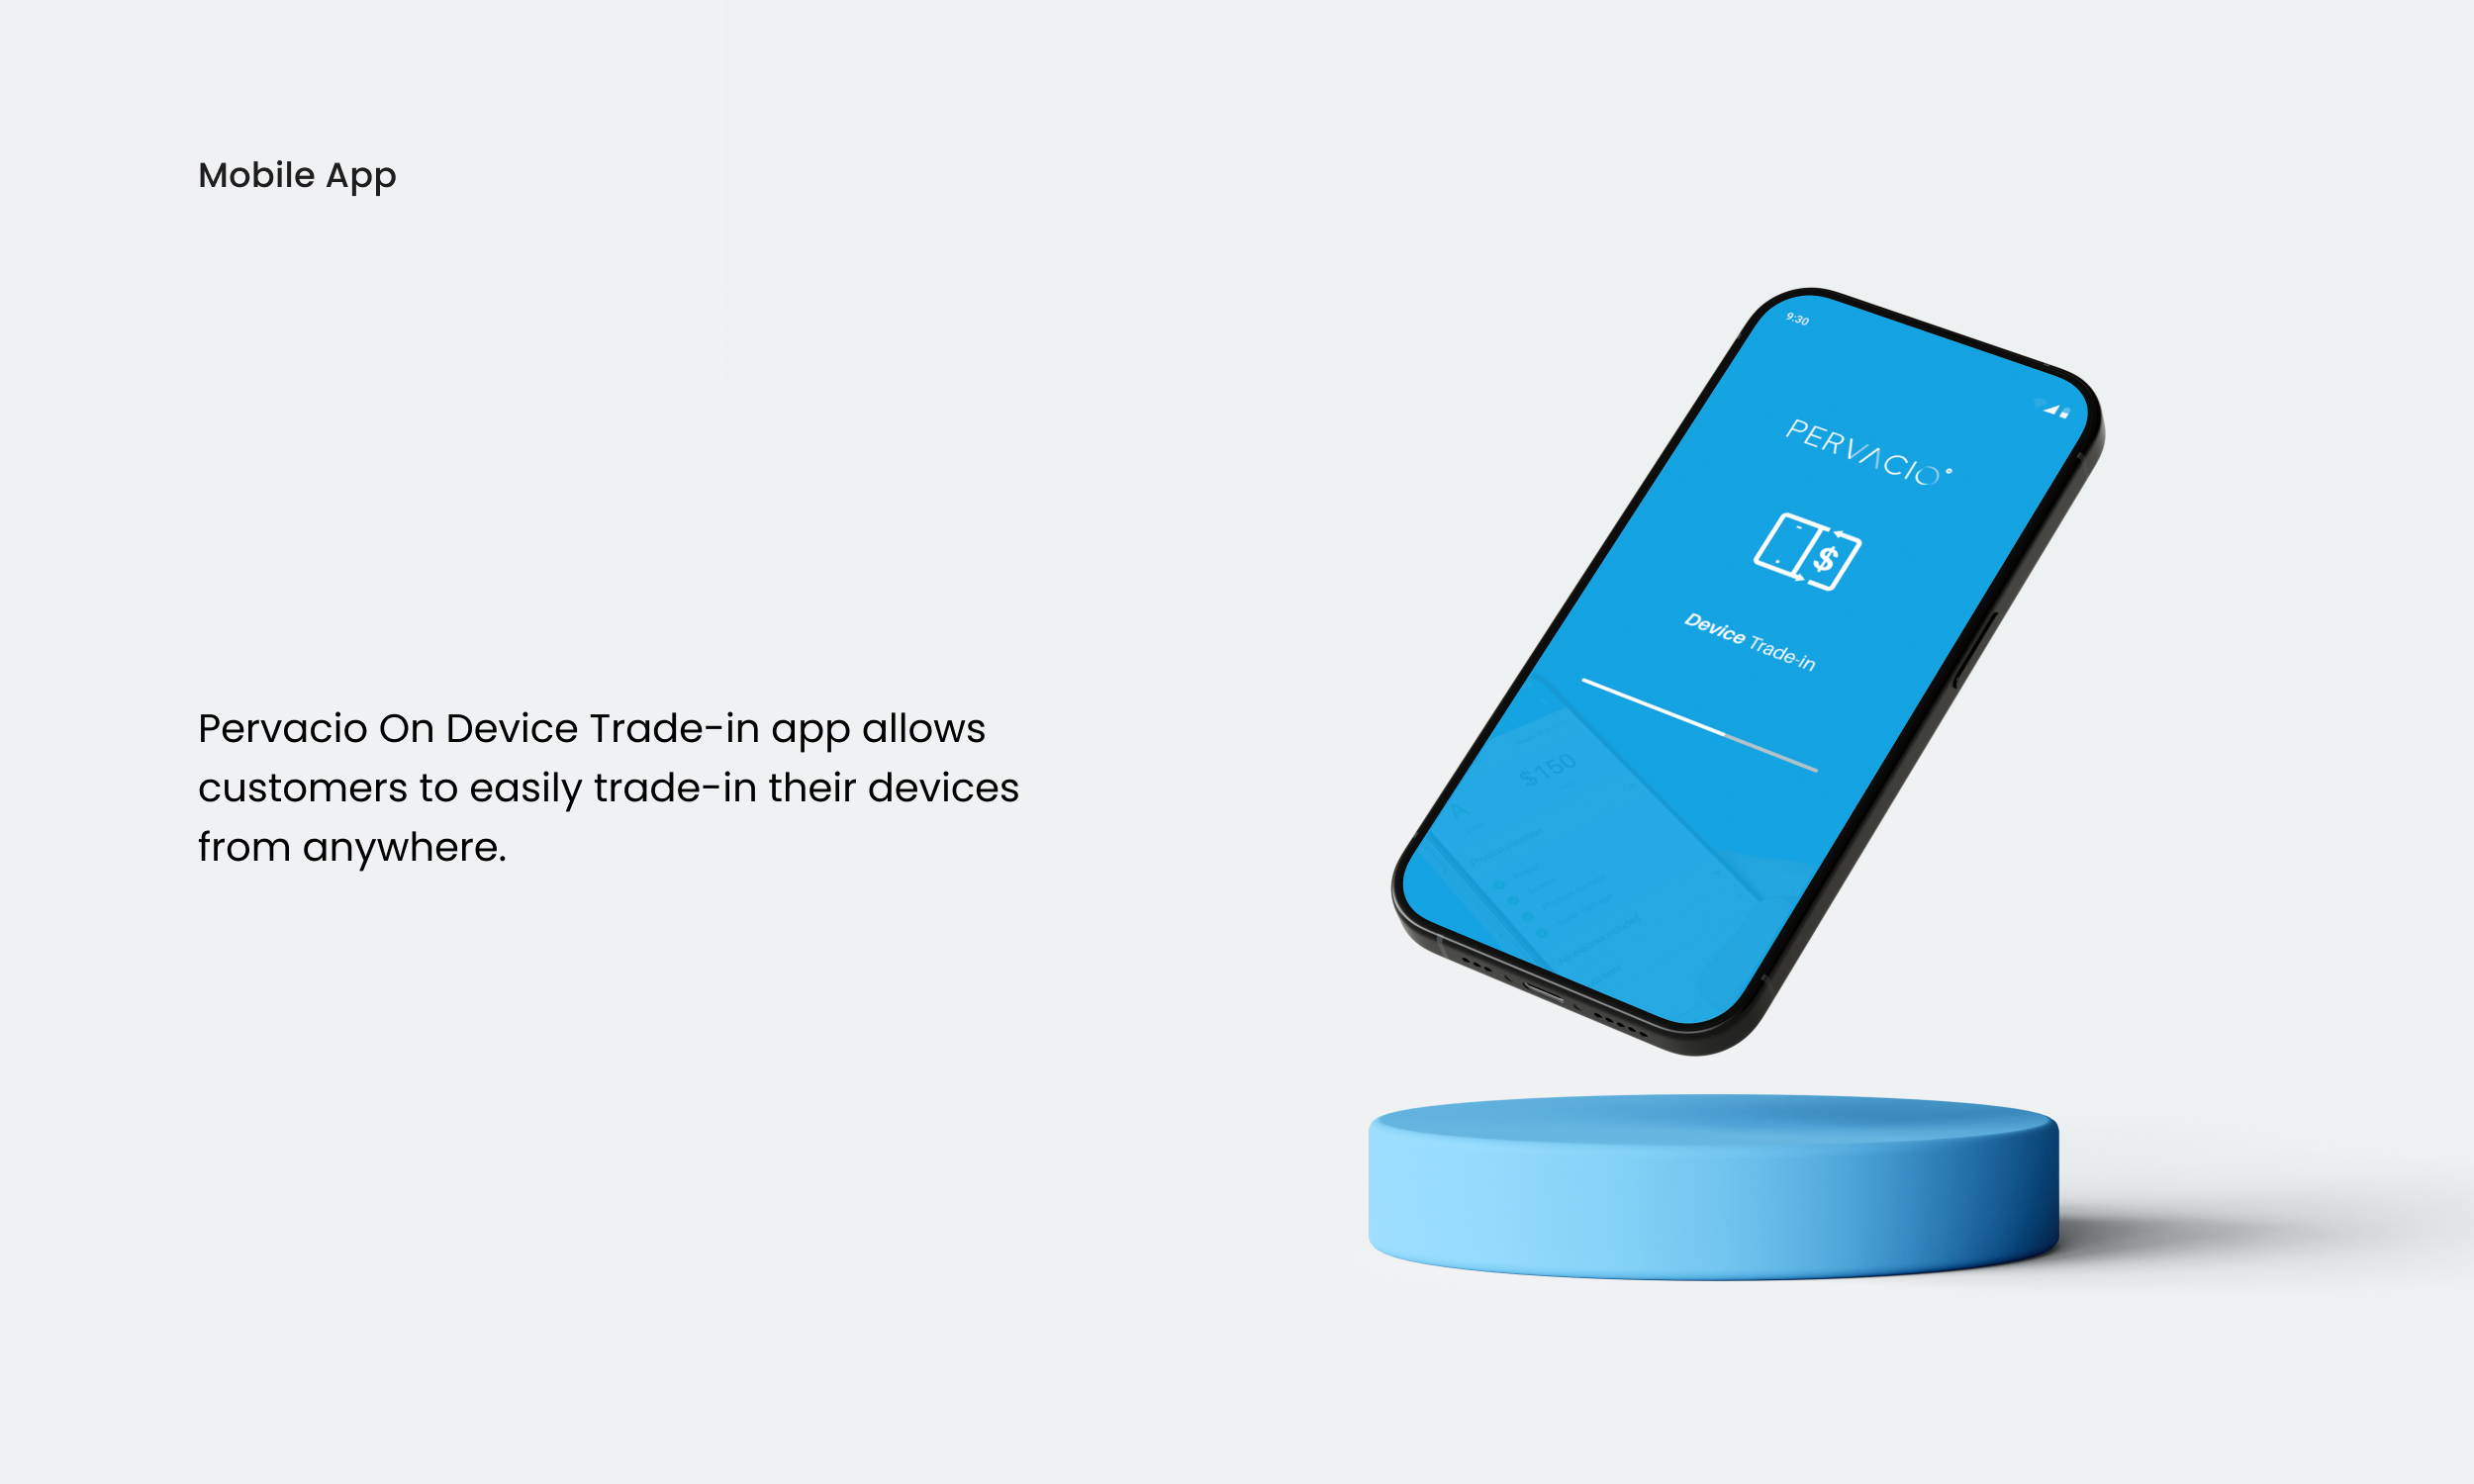 Mobile App
Pervacio On Device Trade-in app allows
customers to easily trade-in their devices
from anywhere.
9:30
PERVACIO
$
Device Trade-in
$150